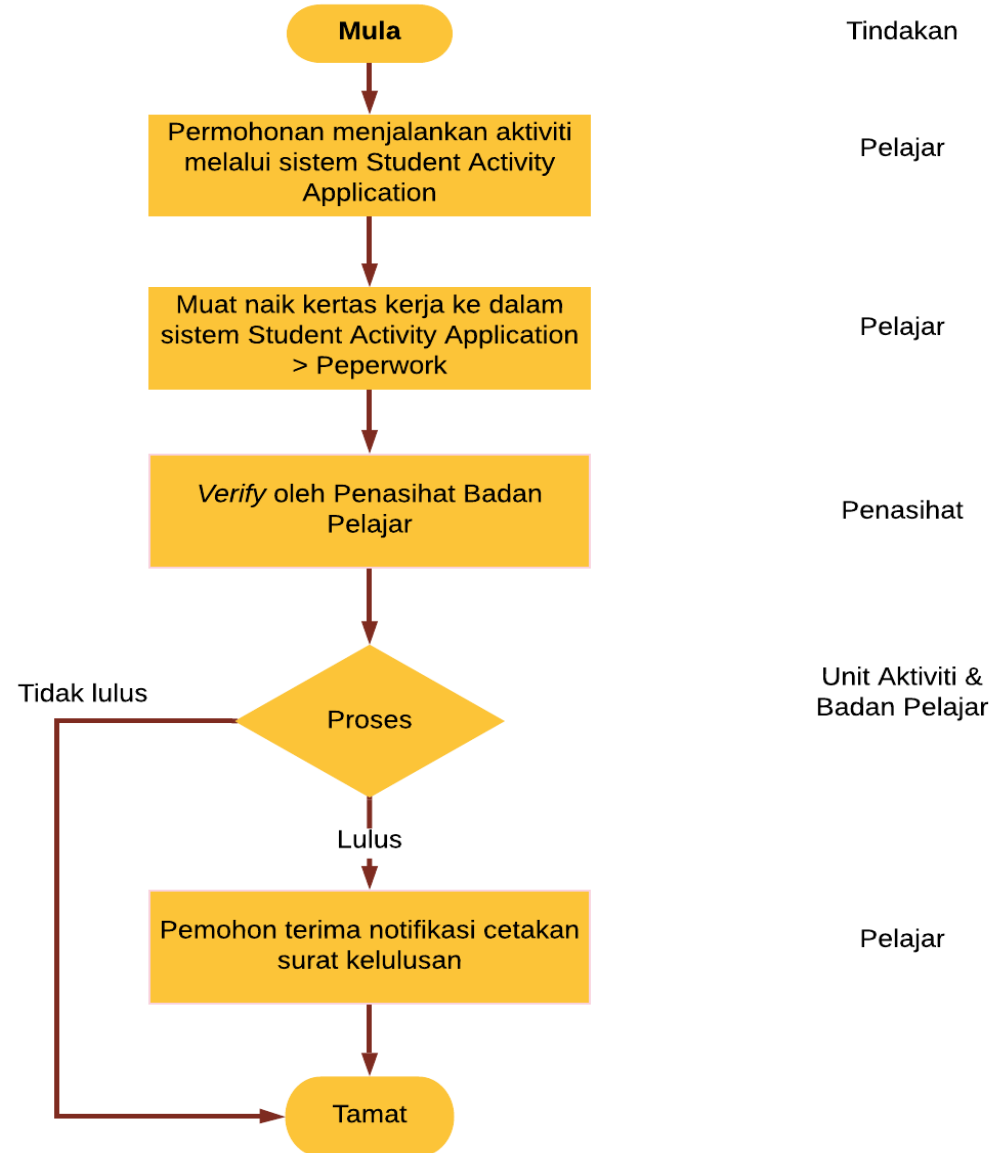 Mula
Tindakan
Permohonan menjalankan aktiviti
melalui sistem Student Activity
Application
Pelajar
Muat naik kertas kerja ke dalam
sistem Student Activity Application
> Peperwork
Pelajar
Verify oleh Penasihat Badan
Pelajar
Penasihat
Tidak lulus
Proses
Unit Aktiviti &
Badan Pelajar
Lulus
Pemohon terima notifikasi cetakan
surat kelulusan
Pelajar
Tamat